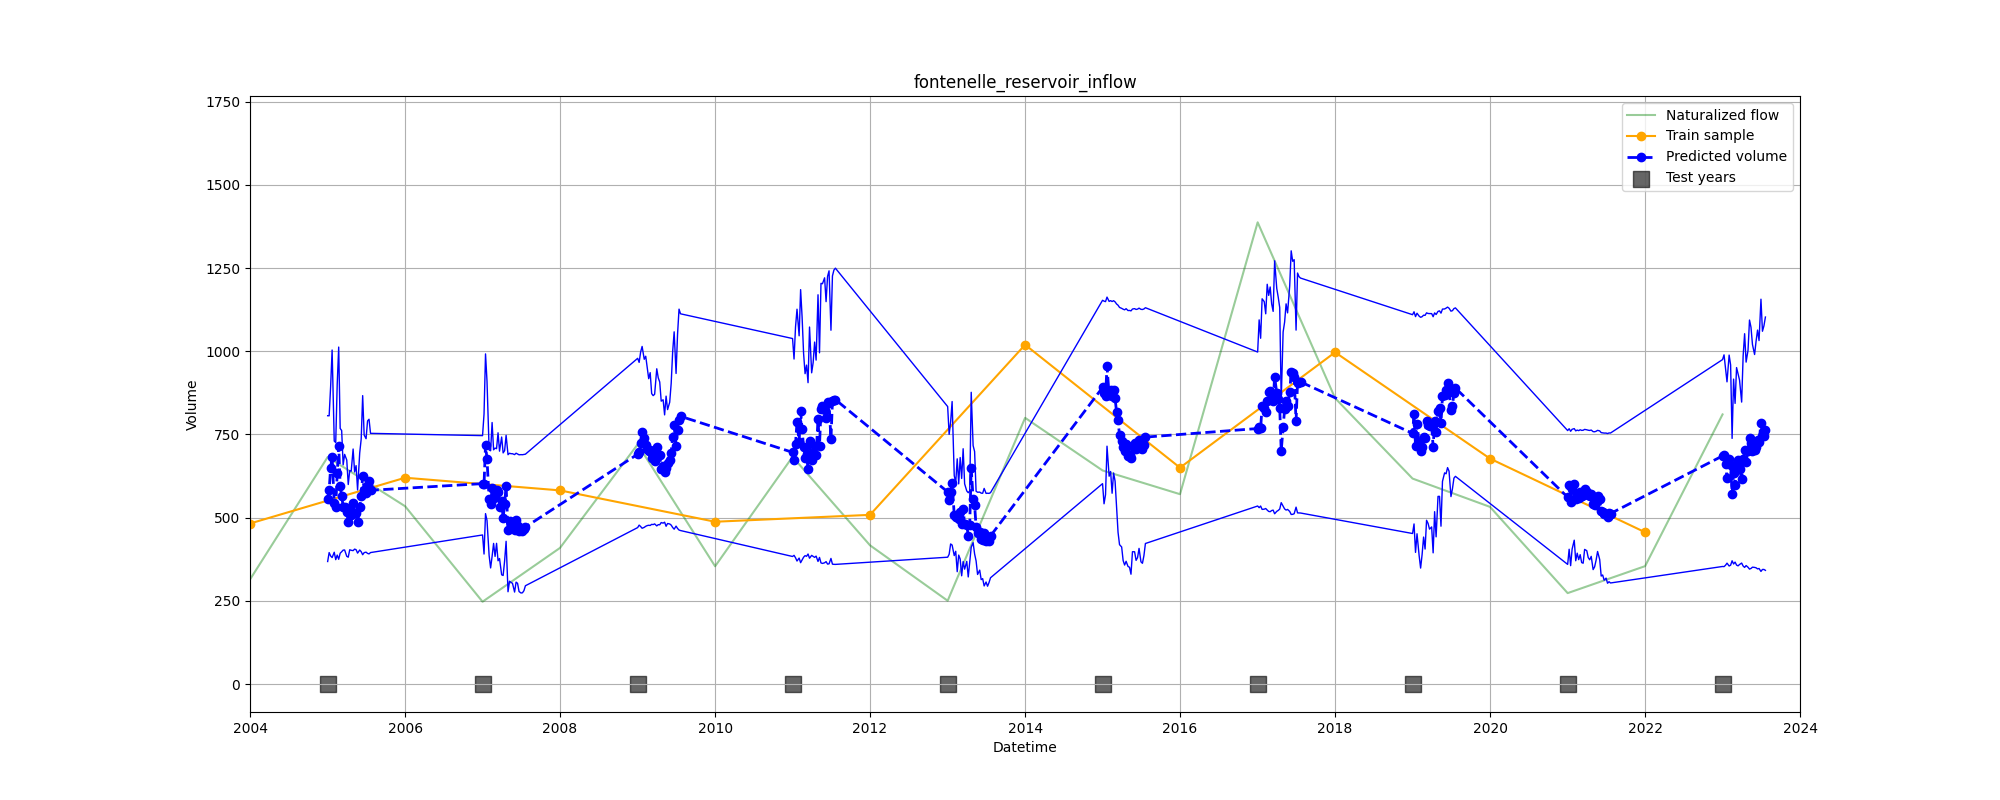 fontenelle_reservoir_inflow
Naturalized flow
Train sample
Predicted volume
Test years
Volume
1750
1500
1250
1000
750
500
250
0
2004 2006 2008 2010 2012 2014 2016 2018 2020 2022 2024
Datetime